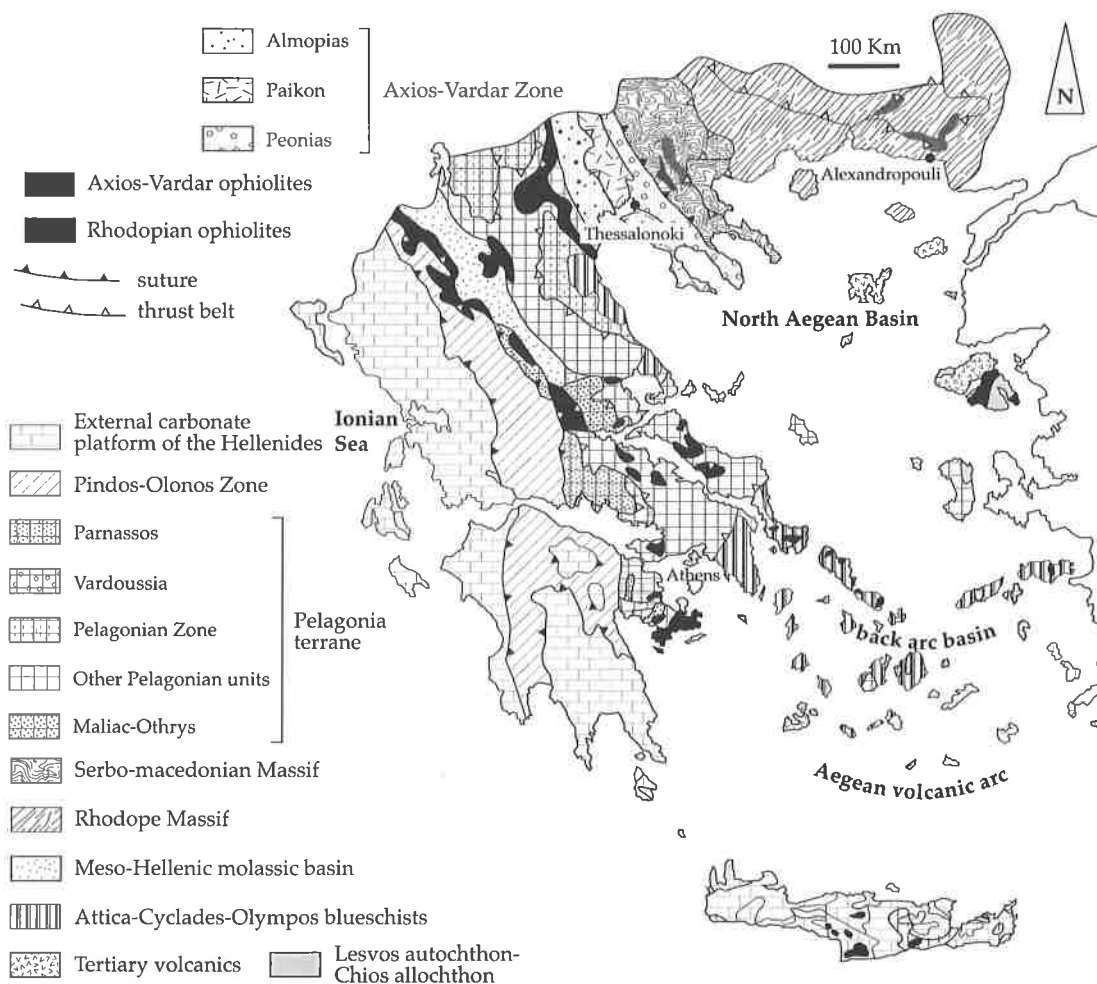 Almopias
Paikon
Peonias
Axios-Vardar Zone
Axios-Vardar ophiolites
Rhodopian ophiolites
suture
thrust belt
External carbonate
platform of the Hellenides
Pindos-Olonos Zone
Parnassos
Vardoussia
Pelagonian Zone
Other Pelagonian units
Maliac-Othrys
Pelagonia
terrane
Serbo-macedonian Massif
Rhodope Massif
Meso-Hellenic molassic basin
Attica-Cyclades-Olympos blueschists
Tertiary volcanics
Lesvos autochthon-
Chios allochthon
100 Km
N
Alexandropouli
Thessalonoki
North Aegean Basin
Ionian
Sea
Athens
back arc basin
Aegean volcanic arc